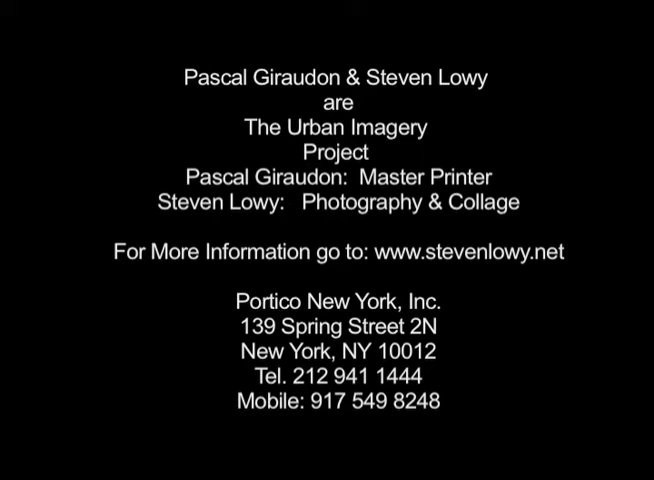 Pascal Giraudon & Steven Lowy
are
The Urban Imagery
Project
Pascal Giraudon: Master Printer
Steven Lowy: Photography & Collage
For More Information go to: www.stevenlowy.net
Portico New York, Inc.
139 Spring Street 2N
New York, NY 10012
Tel. 212 941 1444
Mobile: 917 549 8248